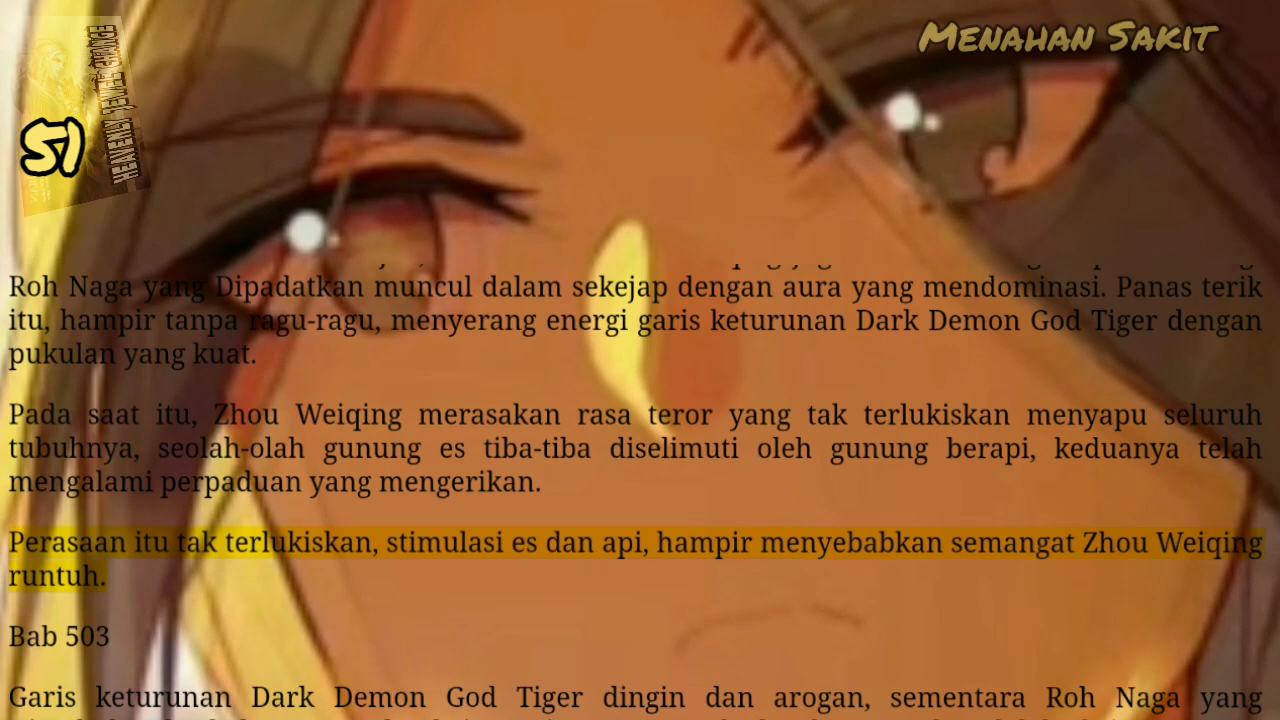 Menahan Sakit
51
HEAVENLY JEWEL CHANGE
Roh Naga yang Dipadatkan muncul dalam sekejap dengan aura yang mendominasi. Panas terik
itu, hampir tanpa ragu-ragu, menyerang energi garis keturunan Dark Demon God Tiger dengan
pukulan yang kuat.
Pada saat itu, Zhou Weiqing merasakan rasa teror yang tak terlukiskan menyapu seluruh
tubuhnya, seolah-olah gunung es tiba-tiba diselimuti oleh gunung berapi, keduanya telah
mengalami perpaduan yang mengerikan.
Perasaan itu tak terlukiskan, stimulasi es dan api, hampir menyebabkan semangat Zhou Weiqing
runtuh.
Bab 503
Garis keturunan Dark Demon God Tiger dingin dan arogan, sementara Roh Naga yang